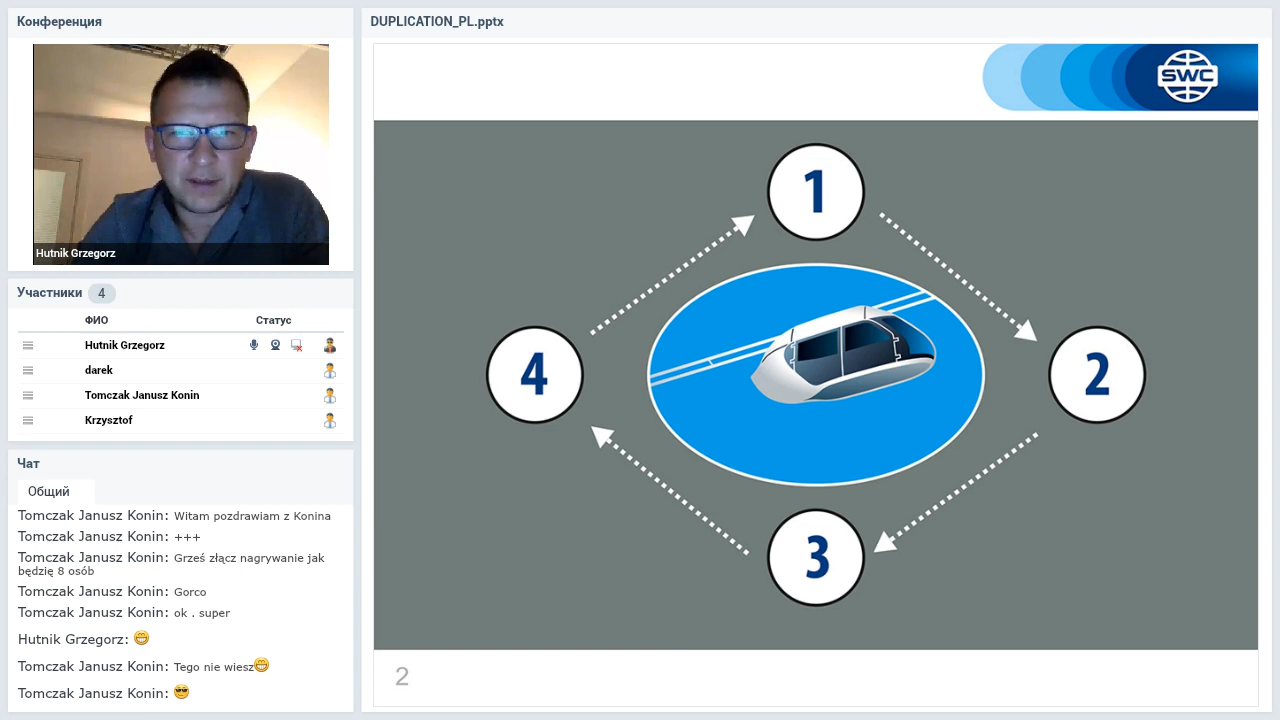 Конференция
Hutnik Grzegorz
Участники 4
ФИО Статус
Hutnik Grzegorz
darek
Tomczak Janusz Konin
Krzysztof
Чат
Общий
Tomczak Janusz Konin: Witam pozdrawiam z Konina
Tomczak Janusz Konin: +++
Tomczak Janusz Konin: Grześ złącz nagrywanie jak
będzię 8 osób
Tomczak Janusz Konin: Gorco
Tomczak Janusz Konin: ok . super
Hutnik Grzegorz:
Tomczak Janusz Konin: Tego nie wiesz
Tomczak Janusz Konin:
DUPLICATION_PL.pptx
SWC
1
4
2
3
2